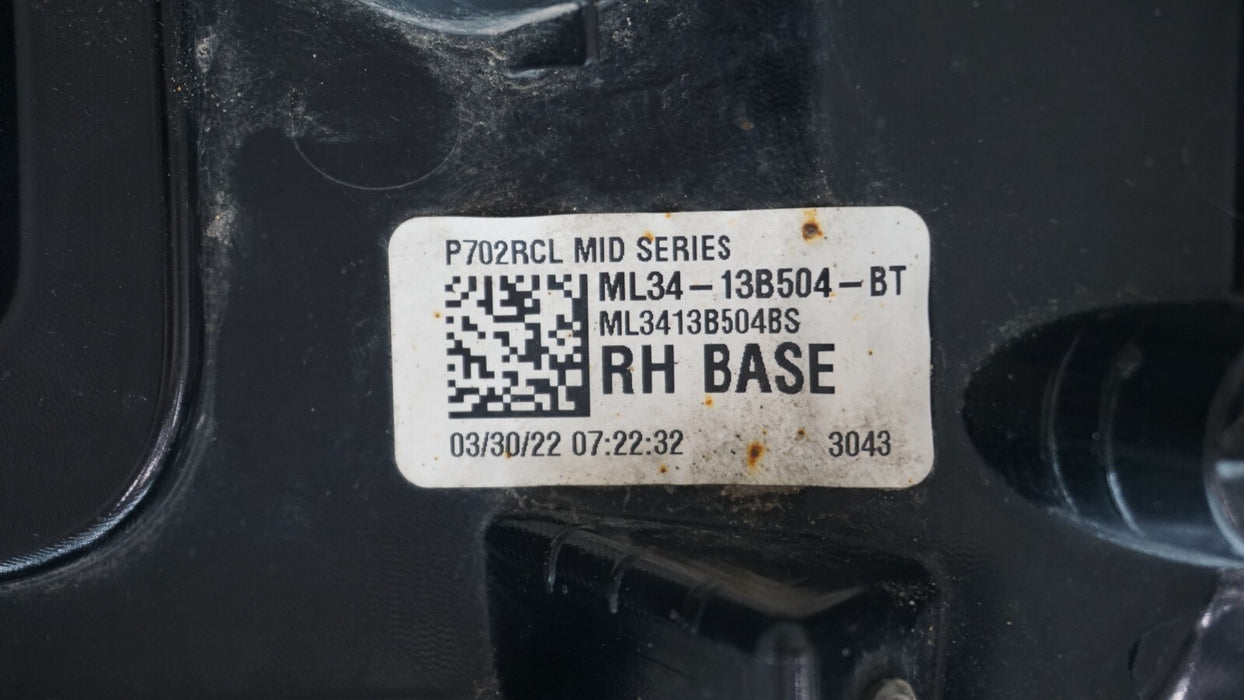 P702RCL MID SERIES
ML34-13B504-BT
ML3413B504BS
RH BASE
03/30/22 07:22:32 3043